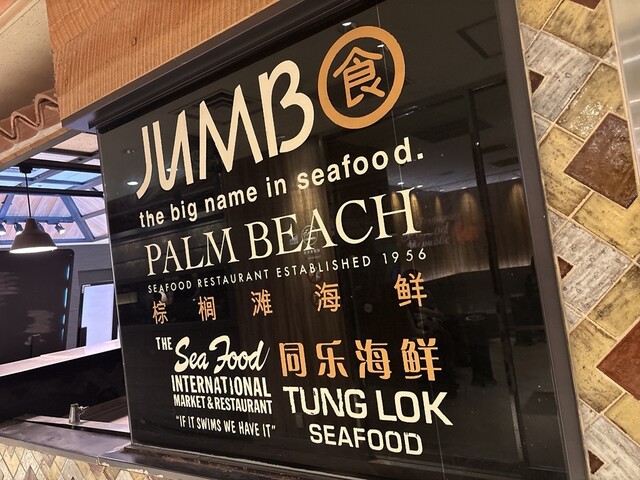 JUMBO 食
the big name in seafood.
PALM BEACH
SEAFOOD RESTAURANT ESTABLISHED 1956
棕榈滩海鲜
THE Sea Food
INTERNATIONAL
MARKET & RESTAURANT
"IF IT SWIMS WE HAVE IT"
同乐海鲜
TUNG LOK
SEAFOOD